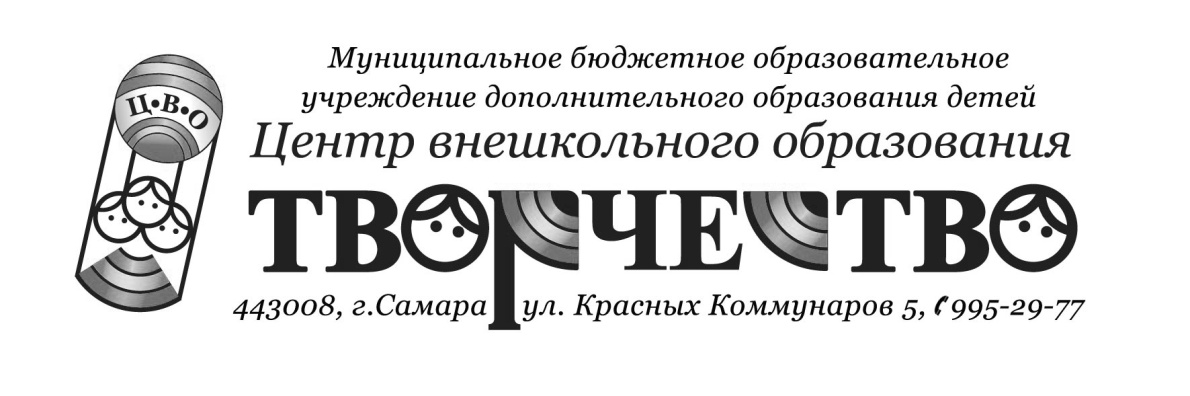 Ц.В.О
Муниципальное бюджетное образовательное
учреждение дополнительного образования детей
Центр внешкольного образования
ТВОРЧЕСТВО
443008, г.Самара ул. Красных Коммунаров 5, 995-29-77